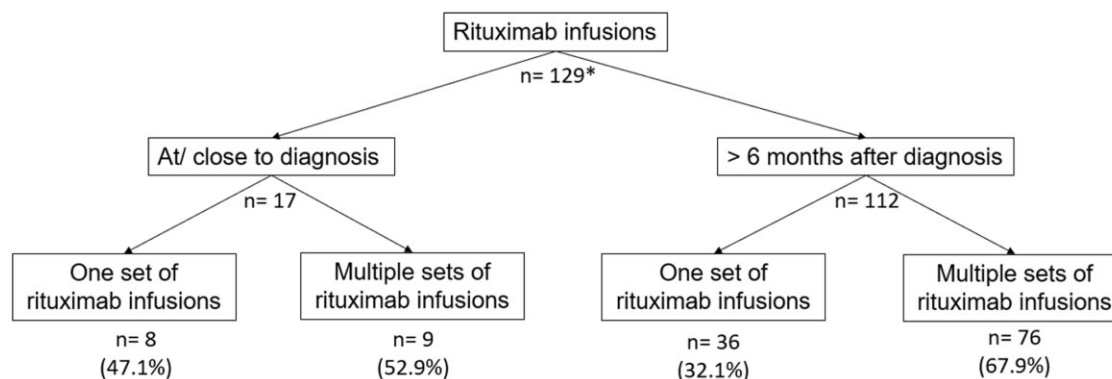 Rituximab infusions
n= 129*
At/ close to diagnosis
n= 17
> 6 months after diagnosis
n= 112
One set of
rituximab infusions
n= 8
(47.1%)
Multiple sets of
rituximab infusions
n= 9
(52.9%)
One set of
rituximab infusions
n= 36
(32.1%)
Multiple sets of
rituximab infusions
n= 76
(67.9%)